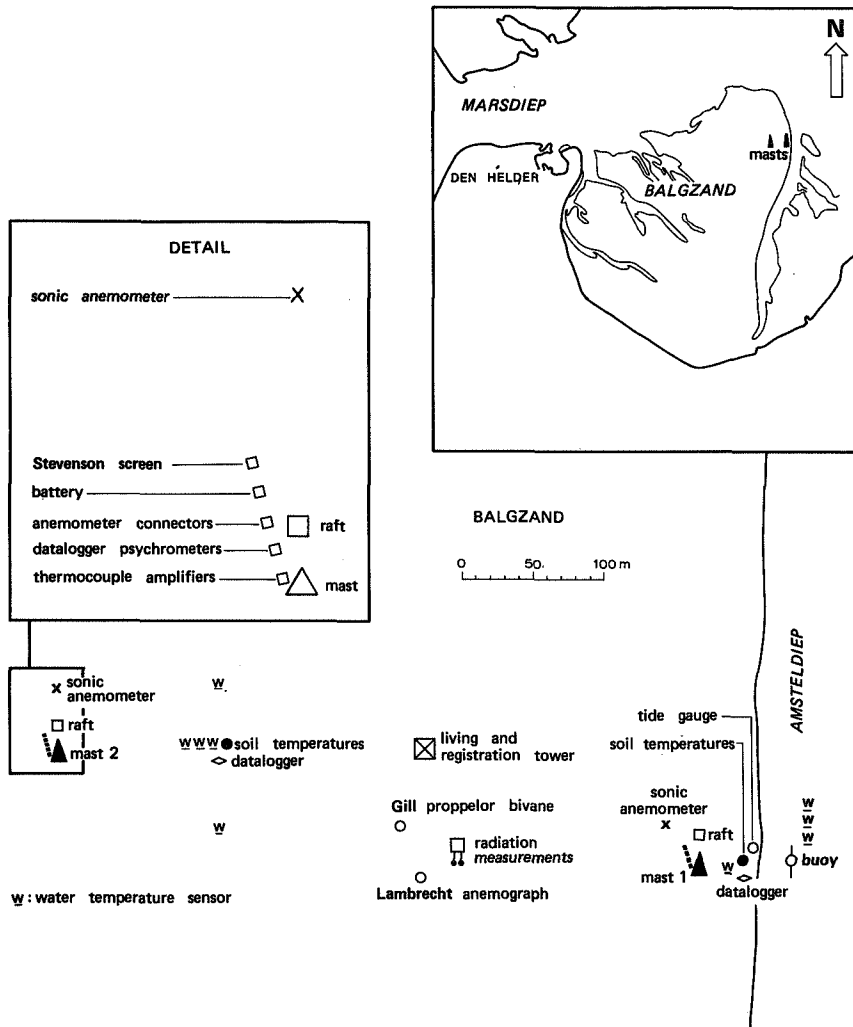 N
MARSDIEP
masts
DEN HELDER
BALGZAND
DETAIL
sonic anemometer
X
Stevenson screen
battery
anemometer connectors
raft
datalogger psychrometers
thermocouple amplifiers
mast
BALGZAND
0 50. 100 m
AMSTELDIEP
x sonic
anemometer
raft
mast 2
w
w w w
soil temperatures
datalogger
w
living and
registration tower
tide gauge
soil temperatures
sonic
anemometer
x
raft
mast 1
w
datalogger
w
w
w
buoy
Gill proppelor bivane
radiation
measurements
Lambrecht anemograph
w : water temperature sensor